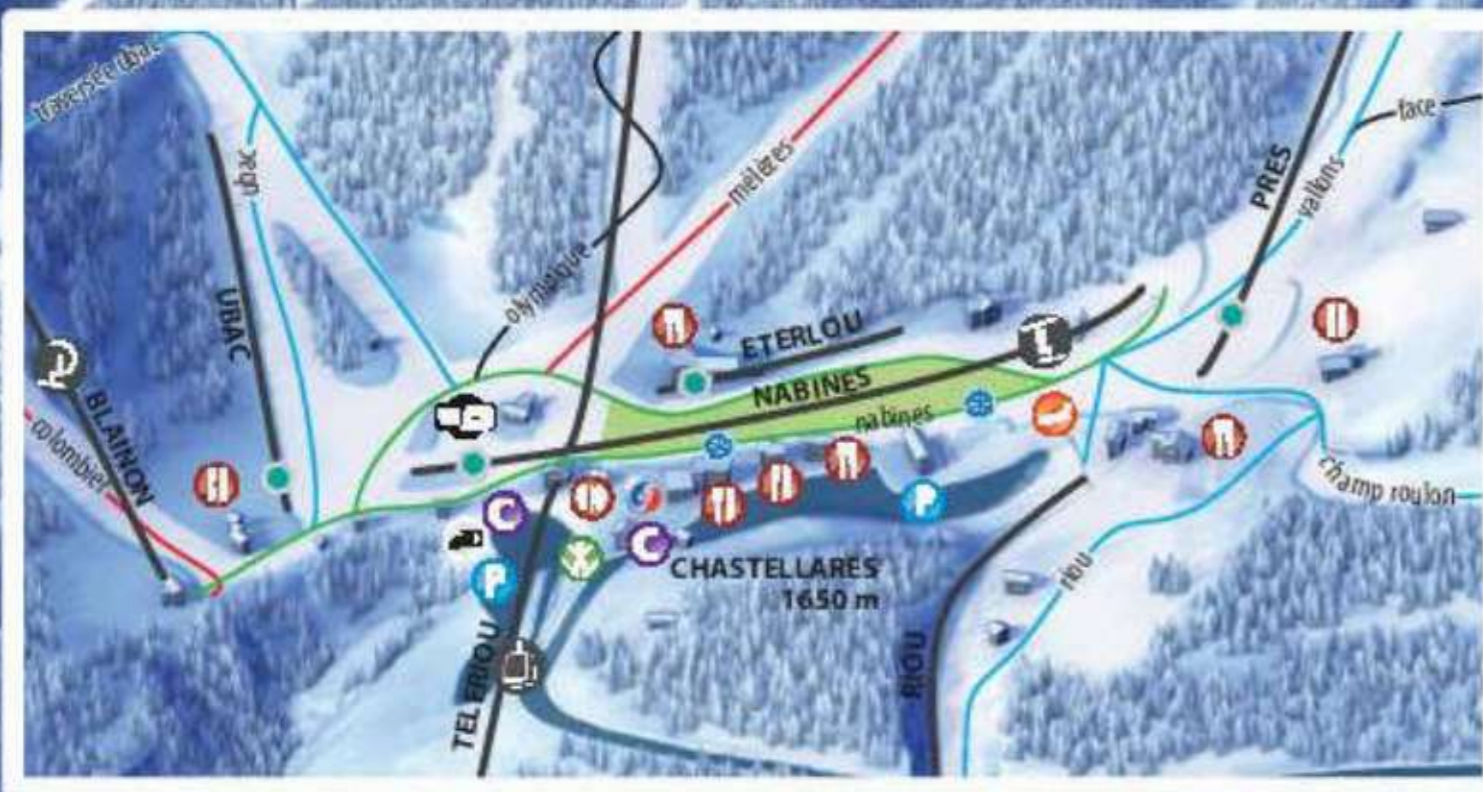 traversée ubac
ubac
UBAC
BLAINON
colombier
olympique
mélèzes
ETERLOU
NABINES
nabines
PRES
vallons
face
champ roulon
riou
RIOU
TELERIOU
CHASTELLARES
1650 m
P
P
C
C